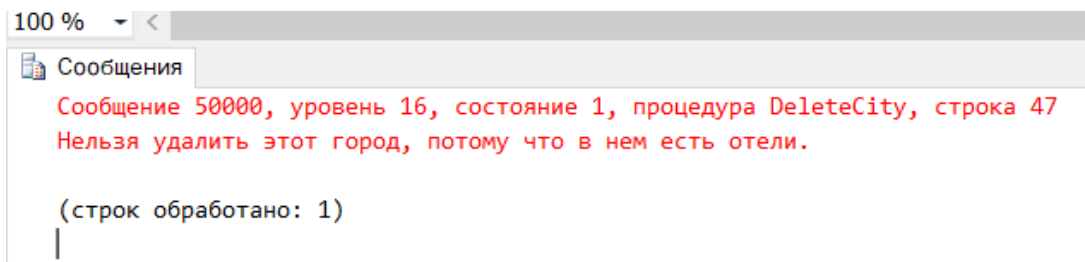 100 %
Сообщения
Сообщение 50000, уровень 16, состояние 1, процедура DeleteCity, строка 47
Нельзя удалить этот город, потому что в нем есть отели.
(строк обработано: 1)